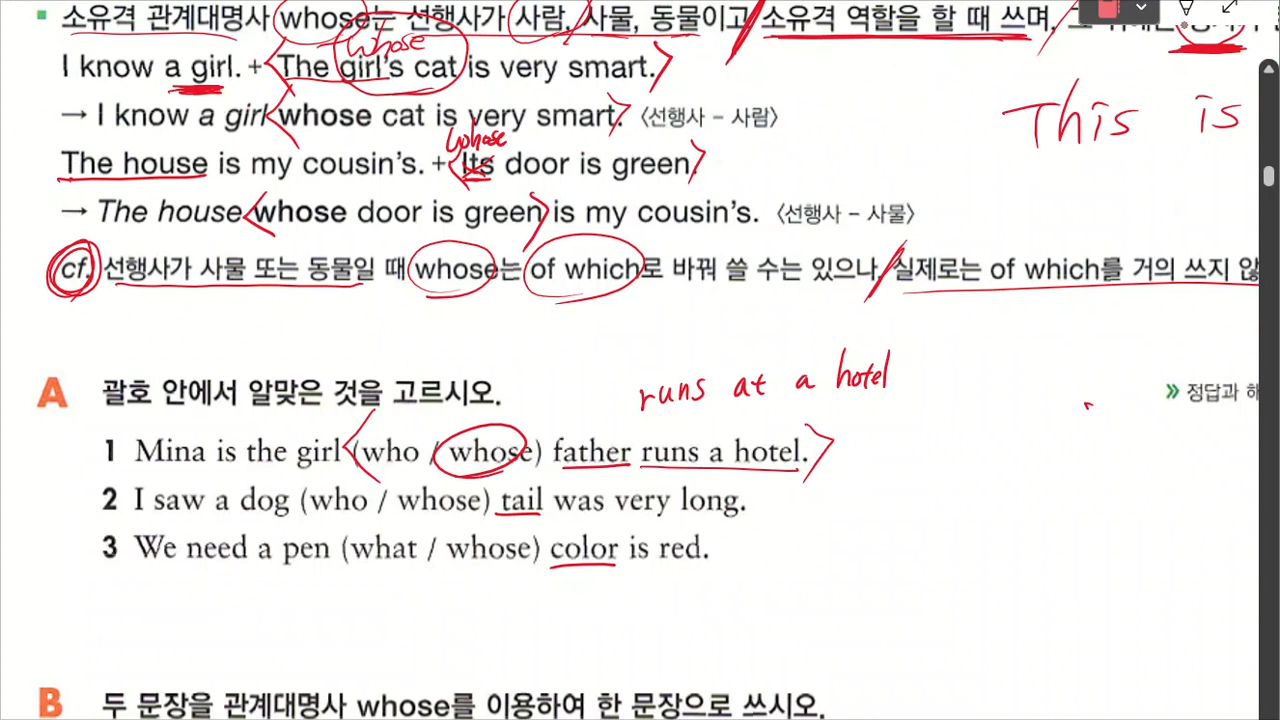 소유격 관계대명사 whose는 선행사가 사람, 사물, 동물이고 소유격 역할을 할 때 쓰며,
whose
I know a girl. + The girl's cat is very smart.
→ I know a girl whose cat is very smart. 〈선행사 – 사람〉
This is
whose
The house is my cousin's. + Its door is green.
→ The house whose door is green is my cousin's. 〈선행사 – 사물〉
cf. 선행사가 사물 또는 동물일 때 whose는 of which로 바꿔 쓸 수는 있으나, 실제로는 of which를 거의 쓰지 않
runs at a hotel
A 괄호 안에서 알맞은 것을 고르시오.
» 정답과 해
1 Mina is the girl (who / whose) father runs a hotel.
2 I saw a dog (who / whose) tail was very long.
3 We need a pen (what / whose) color is red.
B 두 문장을 관계대명사 whose를 이용하여 한 문장으로 쓰시오.